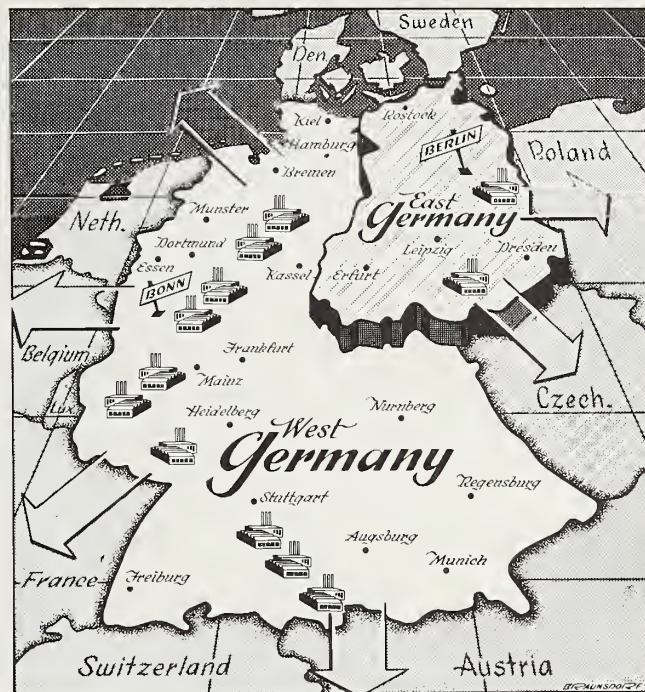 Sweden
Den.
Kiel
Rostock
Hamburg
BERLIN
Bremen
Poland
Neth.
Munster
East
Germany
Dortmund
Leipzig
Dresden
Essen
Kassel
Erfurt
BONN
Belgium
Frankfurt
Mainz
Czech.
Lux.
Heidelberg
Nurnberg
West
Germany
Regensburg
Stuttgart
Augsburg
Munich
France
Freiburg
Switzerland
Austria
BRAUNSDORF